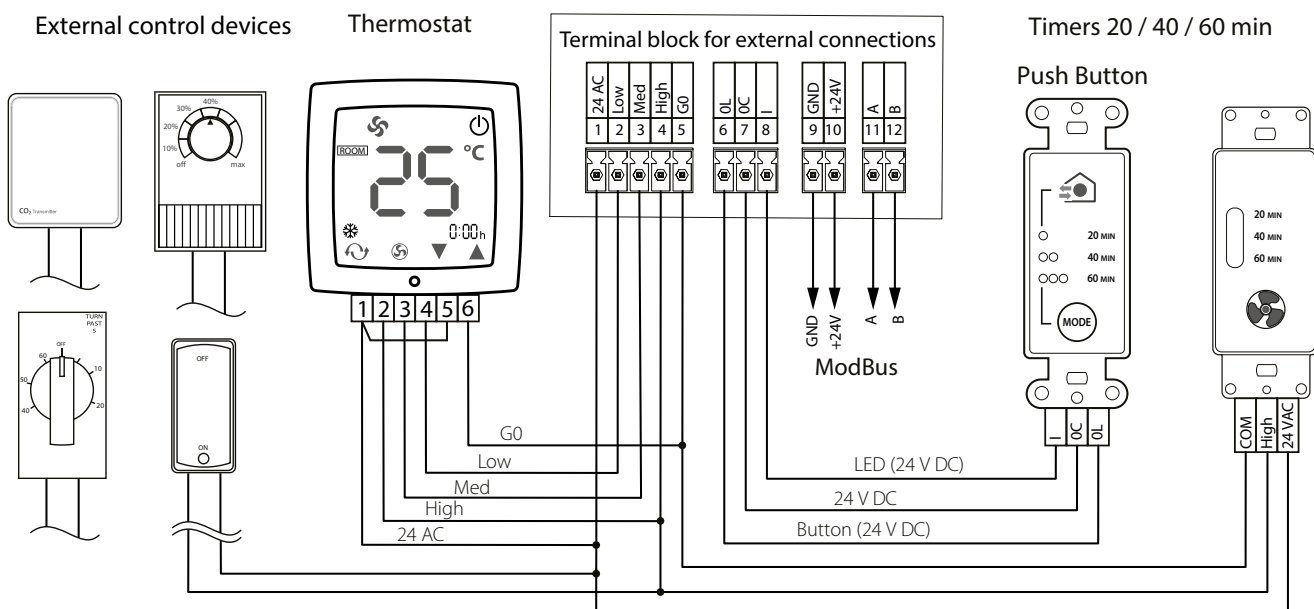 External control devices
Thermostat
Terminal block for external connections
Timers 20 / 40 / 60 min
Push Button
24 AC
Low
Med
High
G0
0L
0C
I
GND
+24V
A
B
1
2
3
4
5
6
7
8
9
10
11
12
CO2 Transmitter
off
10%
20%
30%
40%
max
ROOM
25
°C
0:00h
1 2 3 4 5 6
TURN
PAST
5
OFF
10
20
40
50
60
OFF
ON
GND
+24V
A
B
ModBus
20 MIN
40 MIN
60 MIN
MODE
I
0C
0L
20 MIN
40 MIN
60 MIN
COM
High
24 VAC
G0
Low
Med
High
24 AC
LED (24 V DC)
24 V DC
Button (24 V DC)